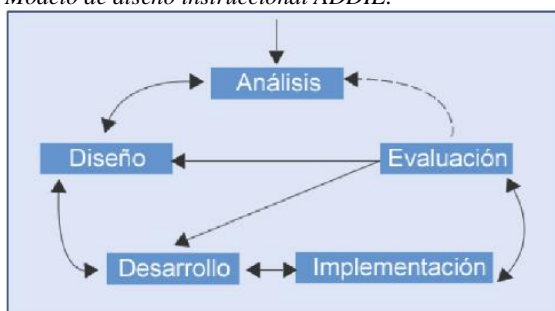 Modelo de diseño instruccional ADDIE.
Análisis
Diseño
Evaluación
Desarrollo
Implementación